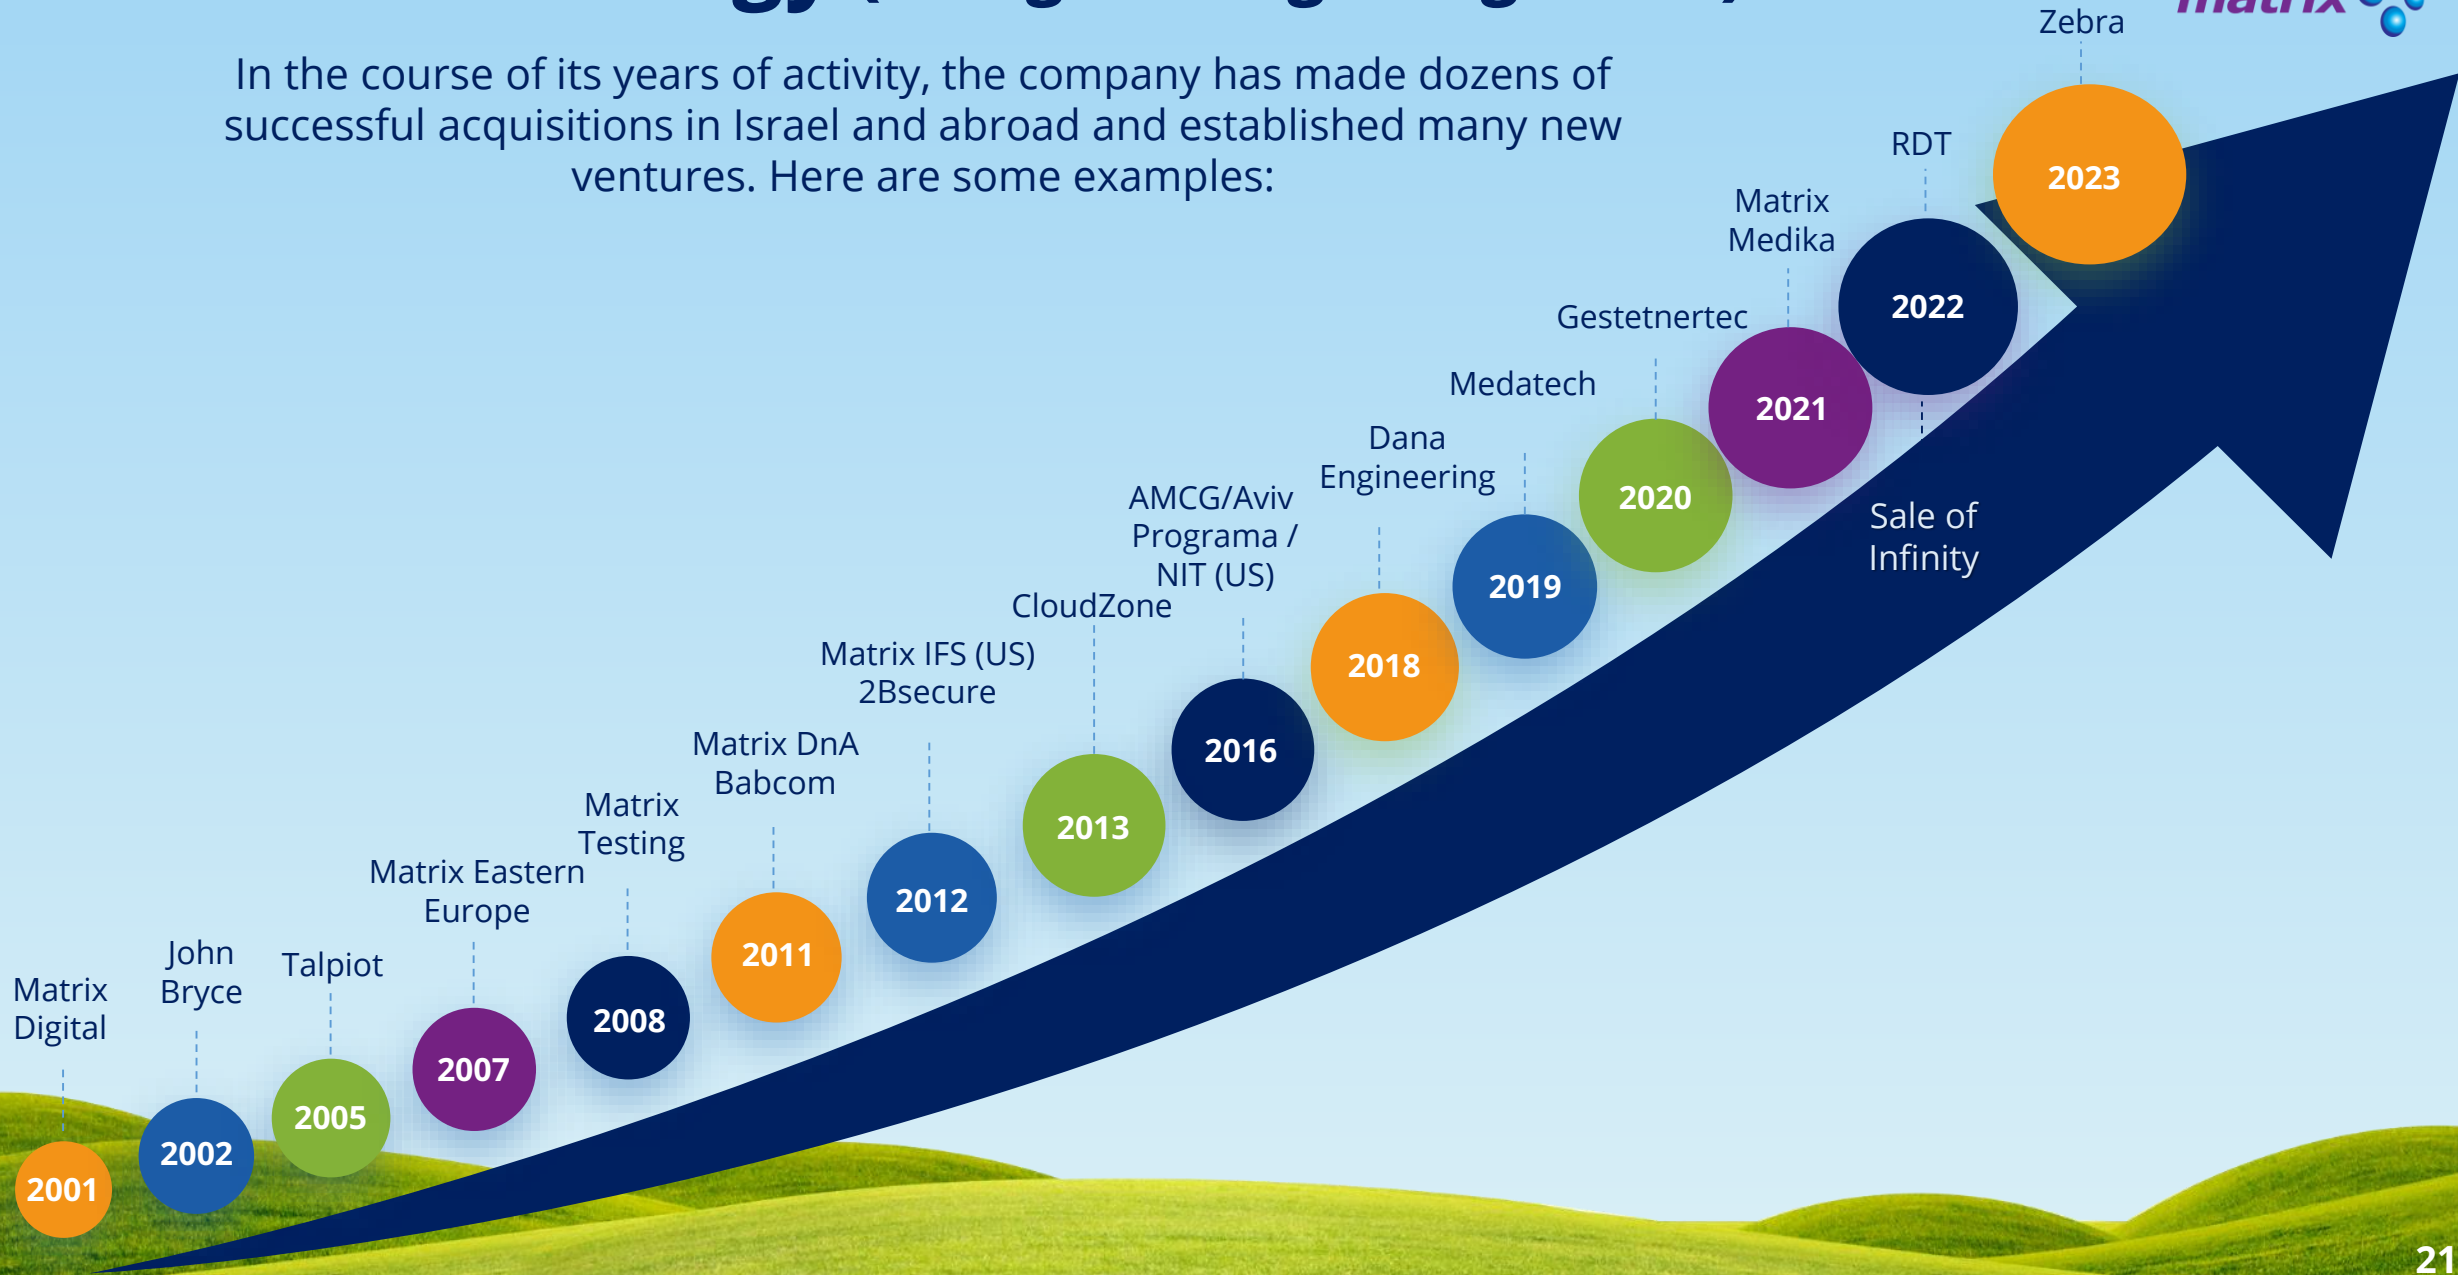 matrix
In the course of its years of activity, the company has made dozens of
successful acquisitions in Israel and abroad and established many new
ventures. Here are some examples:
Zebra
2023
RDT
2022
Sale of
Infinity
Matrix
Medika
2021
Gestetnertec
2020
Medatech
2019
Dana
Engineering
2018
AMCG/Aviv
Programa /
NIT (US)
2016
CloudZone
2013
Matrix IFS (US)
2Bsecure
2012
Matrix DnA
Babcom
2011
Matrix
Testing
2008
Matrix Eastern
Europe
2007
Talpiot
2005
John
Bryce
2002
Matrix
Digital
2001
21